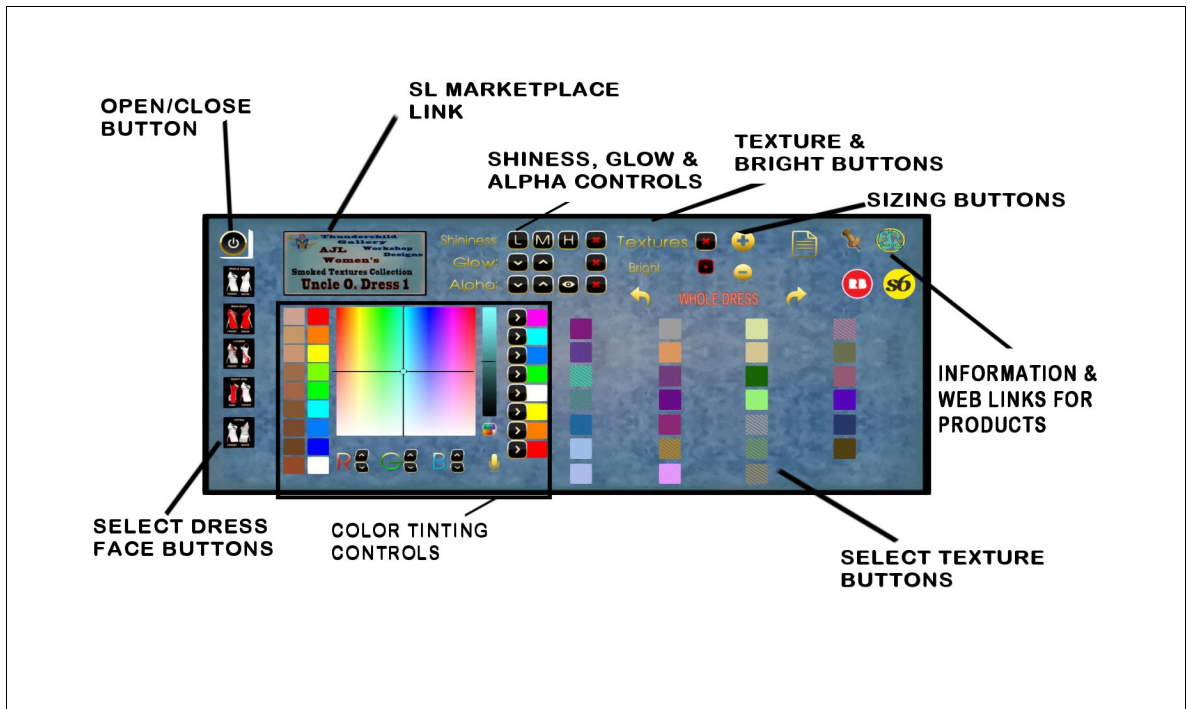 OPEN/CLOSE
BUTTON
SL MARKETPLACE
LINK
SHINESS, GLOW &
ALPHA CONTROLS
TEXTURE &
BRIGHT BUTTONS
SIZING BUTTONS
Thunderchild
Gallery
AJL Workshop
Designs
Women's
Smoked Textures Collection
Uncle O. Dress 1
Shininess: L M H
Glow:
Alpha:
Textures
Bright
WHOLE DRESS
RB
s6
R G B
INFORMATION &
WEB LINKS FOR
PRODUCTS
SELECT DRESS
FACE BUTTONS
COLOR TINTING
CONTROLS
SELECT TEXTURE
BUTTONS